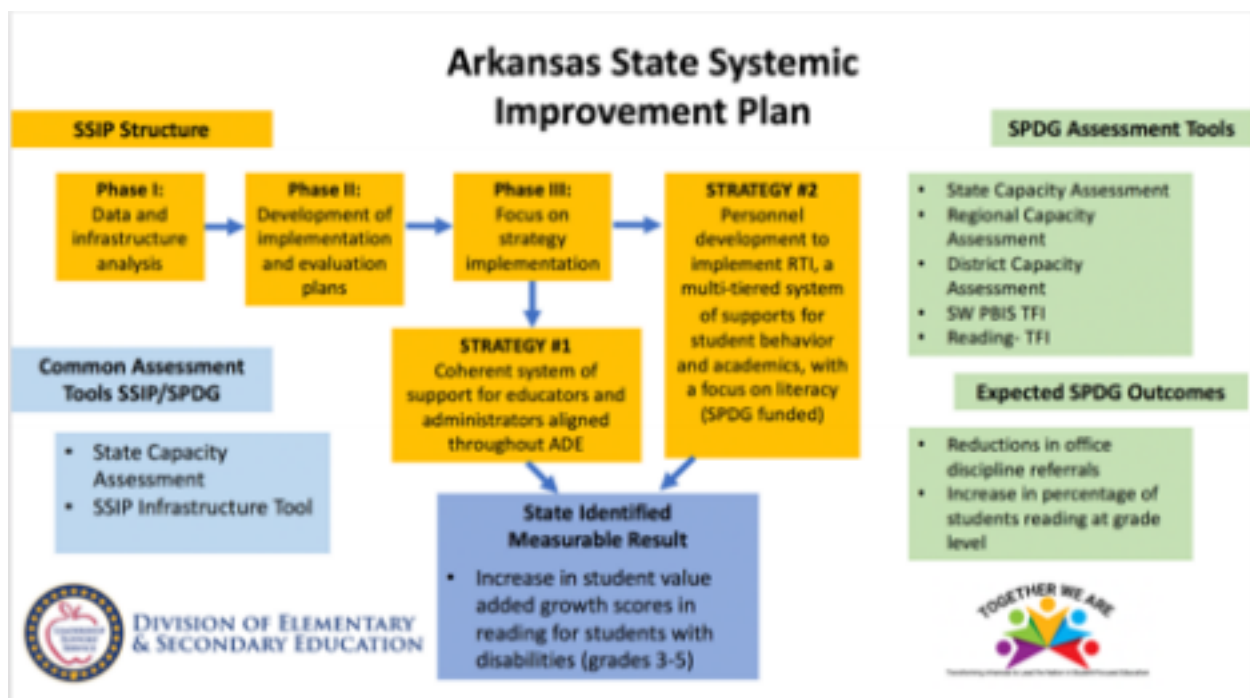 Arkansas State Systemic
Improvement Plan
SSIP Structure
Phase I:
Data and
infrastructure
analysis
Phase II:
Development of
implementation
and evaluation
plans
Phase III:
Focus on
strategy
implementation
STRATEGY #2
Personnel
development to
implement RTI, a
multi-tiered system
of supports for
student behavior
and academics, with
a focus on literacy
(SPDG funded)
STRATEGY #1
Coherent system of
support for educators and
administrators aligned
throughout ADE
Common Assessment
Tools SSIP/SPDG
• State Capacity
Assessment
• SSIP Infrastructure Tool
State Identified
Measurable Result
• Increase in student value
added growth scores in
reading for students with
disabilities (grades 3-5)
SPDG Assessment Tools
• State Capacity Assessment
• Regional Capacity
Assessment
• District Capacity
Assessment
• SW PBIS TFI
• Reading- TFI
Expected SPDG Outcomes
• Reductions in office
discipline referrals
• Increase in percentage of
students reading at grade
level
DIVISION OF ELEMENTARY
& SECONDARY EDUCATION
TOGETHER WE ARE